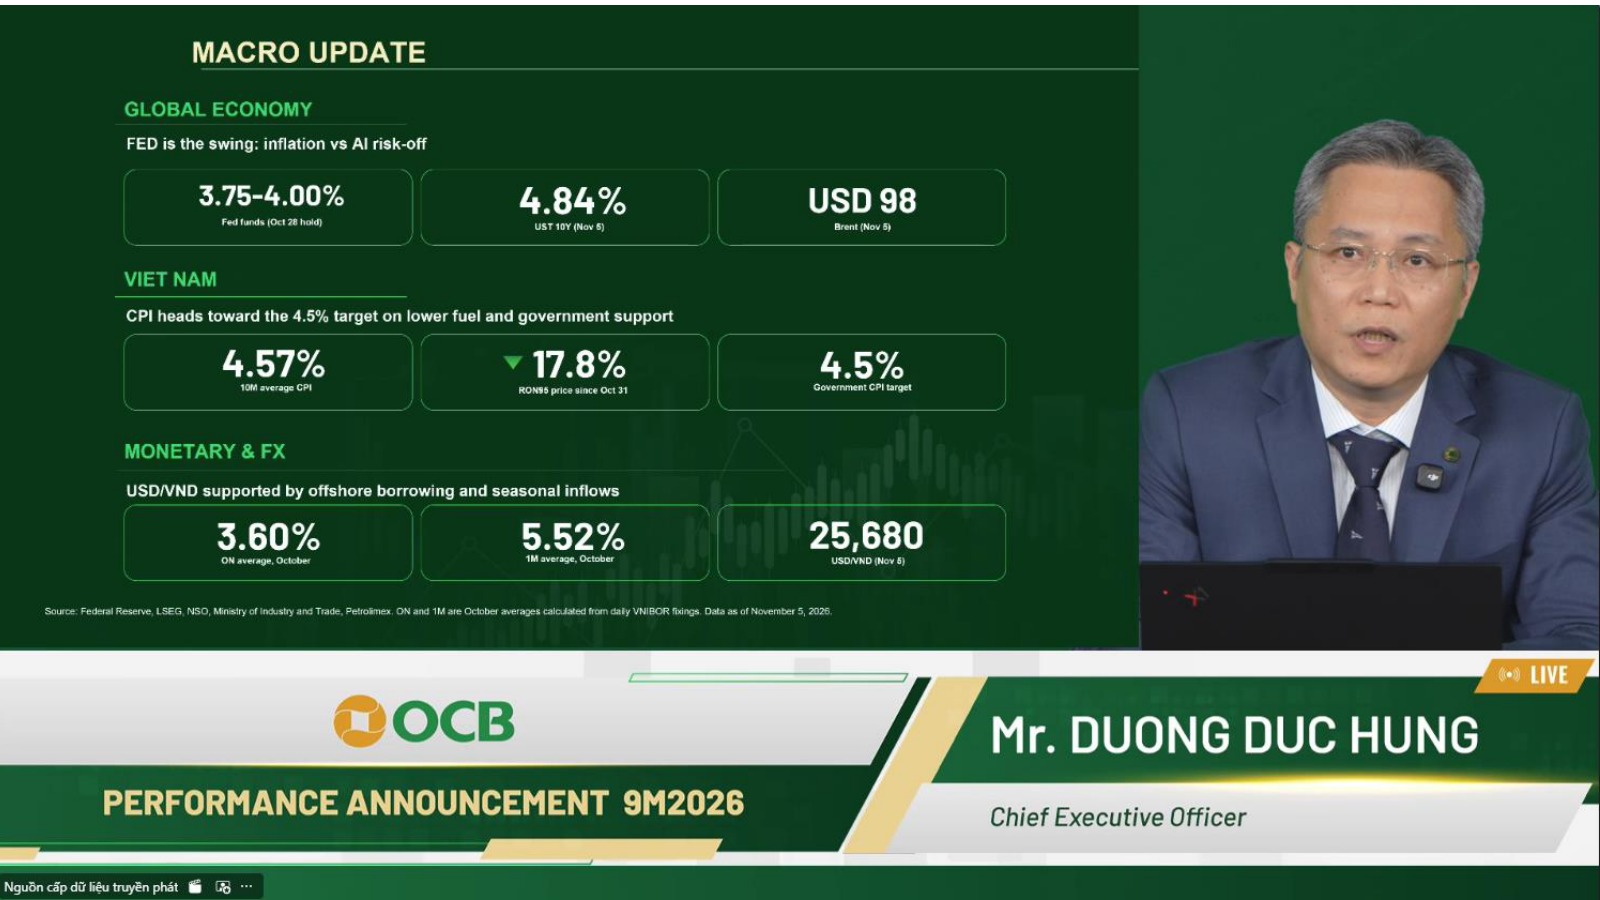 MACRO UPDATE
GLOBAL ECONOMY
FED is the swing: inflation vs AI risk-off
3.75-4.00%
Fed funds (Oct 28 hold)
4.84%
UST 10Y (Nov 5)
USD 98
Brent (Nov 5)
VIET NAM
CPI heads toward the 4.5% target on lower fuel and government support
4.57%
10M average CPI
17.8%
RON95 price since Oct 31
4.5%
Government CPI target
MONETARY & FX
USD/VND supported by offshore borrowing and seasonal inflows
3.60%
ON average, October
5.52%
1M average, October
25,680
USD/VND (Nov 5)
Source: Federal Reserve, LSEG, NSO, Ministry of Industry and Trade, Petrolimex. ON and 1M are October averages calculated from daily VNIBOR fixings. Data as of November 5, 2026.
LIVE
OCB
Mr. DUONG DUC HUNG
PERFORMANCE ANNOUNCEMENT 9M2026
Chief Executive Officer
Nguồn cấp dữ liệu truyền phát